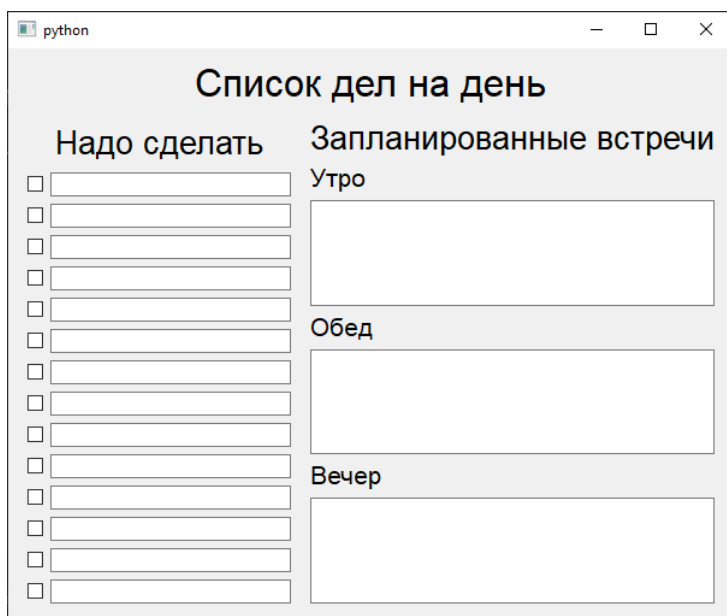 python
Список дел на день
Надо сделать
Запланированные встречи
Утро
Обед
Вечер